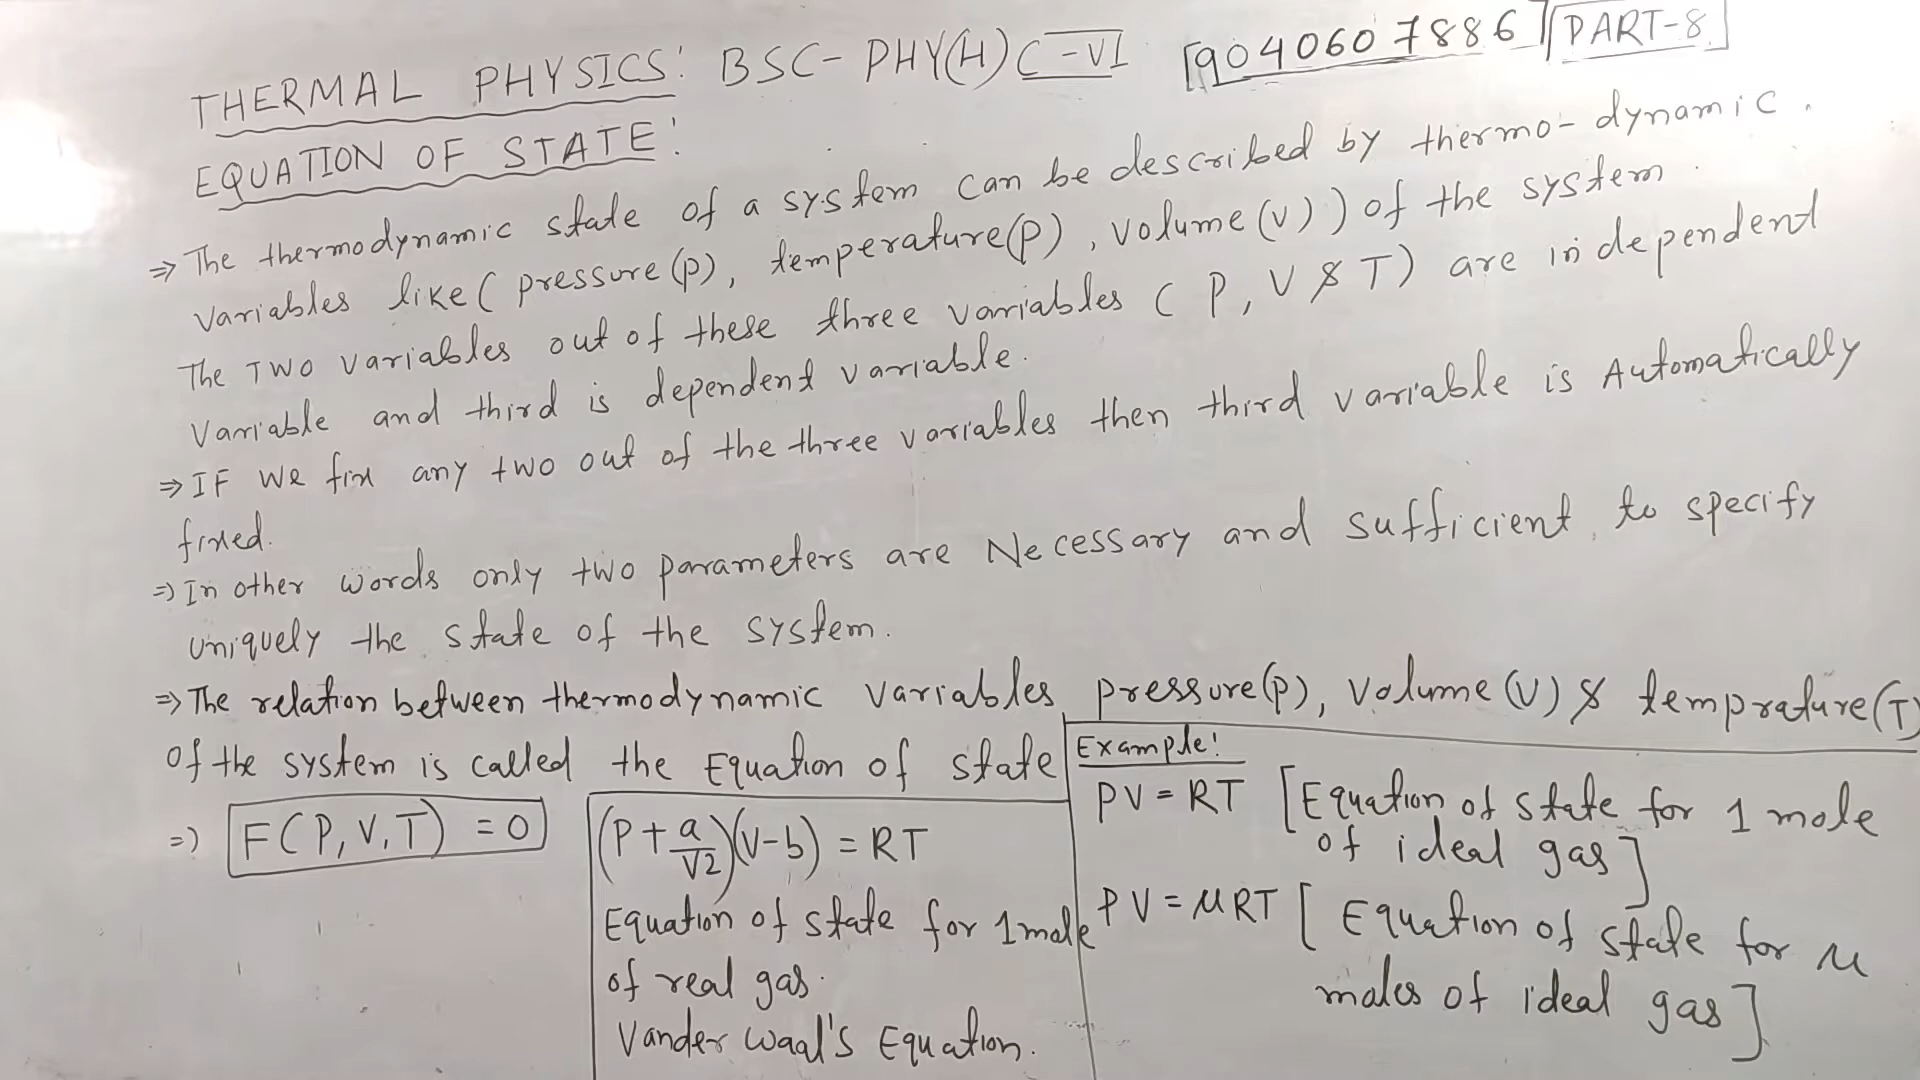 THERMAL PHYSICS: BSC- PHY(H) C-VI [9040607886] [PART-8]
EQUATION OF STATE:
⇒ The thermodynamic state of a system can be described by thermo-dynamic.
variables like ( pressure (p), temperature(p), volume (v) ) of the system.
The TWO variables out of these three variables ( P, V & T) are independent
variable and third is dependent variable.
⇒ IF we fix any two out of the three variables then third variable is Automatically
fixed.
⇒ In other words only two parameters are Necessary and sufficient to specify
uniquely the state of the system.
⇒ The relation between thermodynamic variables pressure(p), volume (V) & temprature(T)
of the system is called the Equation of state
⇒ F(P,V,T) = 0
(P + a/V2)(V-b) = RT
Equation of state for 1mole
of real gas.
Vander Waal's Equation.
Example:
PV = RT [Equation of state for 1 mole
of ideal gas]
PV = μRT [ Equation of state for μ
moles of ideal gas]